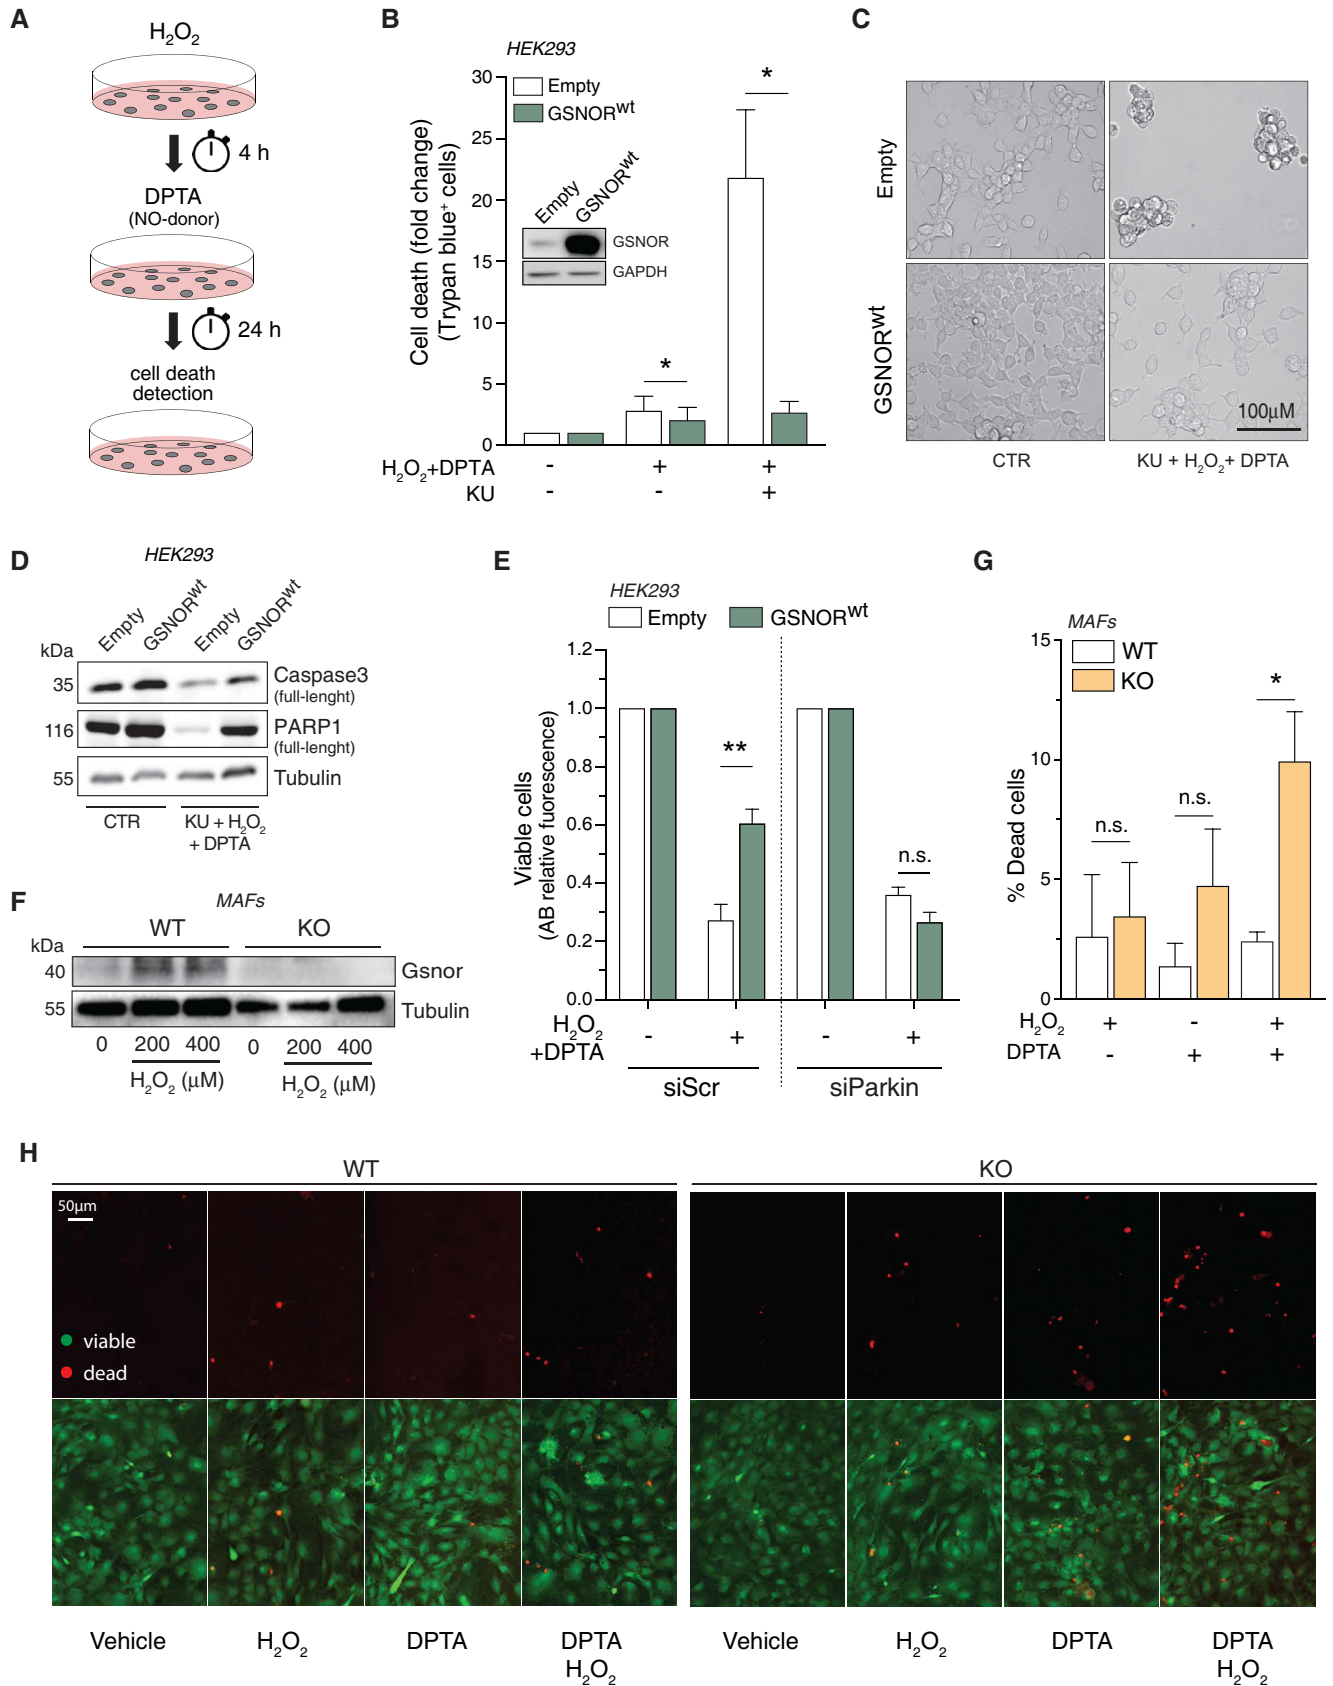 A
H2O2
4 h
DPTA
(NO-donor)
24 h
cell death
detection
B
HEK293
Cell death (fold change)
(Trypan blue+ cells)
30
25
20
15
10
5
0
Empty
GSNORwt
Empty GSNORwt
GSNOR
GAPDH
*
*
H2O2+DPTA - + +
KU - - +
C
Empty
GSNORwt
100µM
CTR KU + H2O2+ DPTA
D
HEK293
Empty GSNORwt Empty GSNORwt
kDa
35 Caspase3
(full-lenght)
116 PARP1
(full-lenght)
55 Tubulin
CTR KU + H2O2
+ DPTA
E
HEK293
Empty GSNORwt
Viable cells
(AB relative fuorescence)
1.2
1.0
0.8
0.6
0.4
0.2
0.0
**
n.s.
H2O2
+DPTA - + - +
siScr siParkin
F
MAFs
WT KO
kDa
40 Gsnor
55 Tubulin
0 200 400 0 200 400
H2O2 (µM) H2O2 (µM)
G
MAFs
WT
KO
% Dead cells
15
10
5
0
n.s.
n.s.
*
H2O2 + - +
DPTA - + +
H
WT KO
50µm
viable
dead
Vehicle H2O2 DPTA DPTA
H2O2
Vehicle H2O2 DPTA DPTA
H2O2